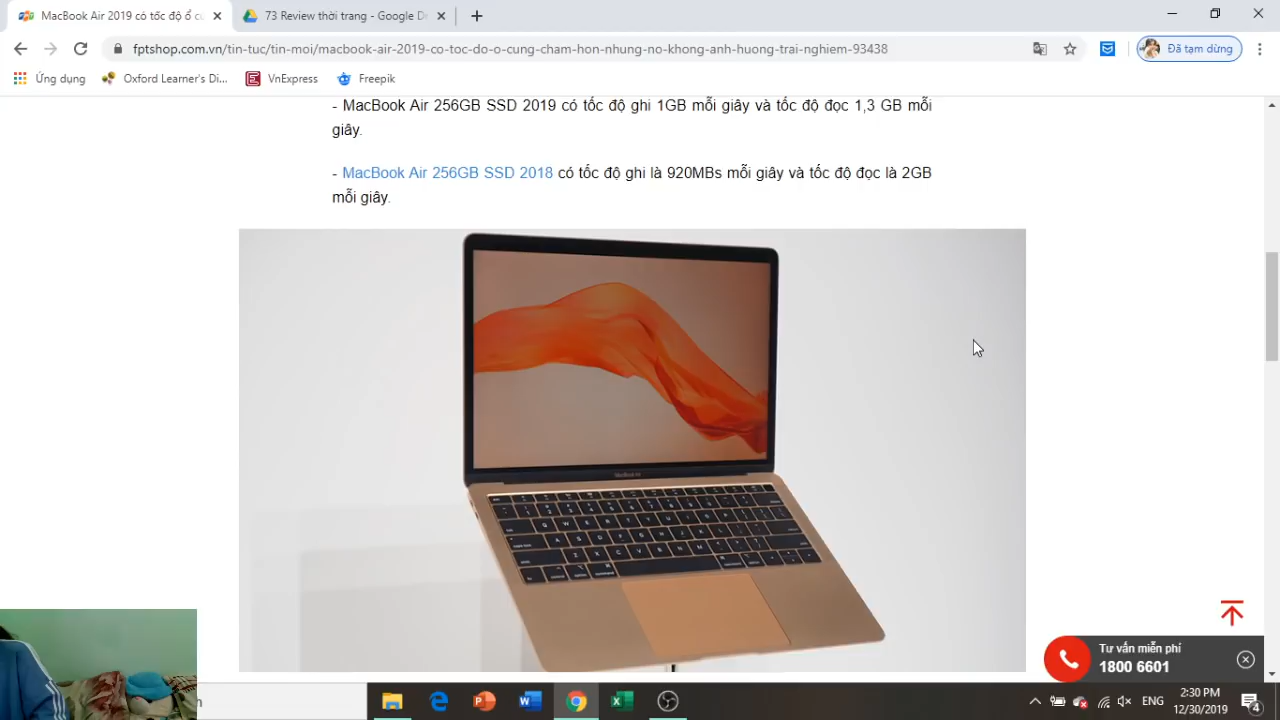 MacBook Air 2019 có tốc độ ổ c
73 Review thời trang - Google D
fptshop.com.vn/tin-tuc/tin-moi/macbook-air-2019-co-toc-do-o-cung-cham-hon-nhung-no-khong-anh-huong-trai-nghiem-93438
Đã tạm dừng
Ứng dụng
Oxford Learner's Di...
VnExpress
Freepik
- MacBook Air 256GB SSD 2019 có tốc độ ghi 1GB mỗi giây và tốc độ đọc 1,3 GB mỗi
giây.
- MacBook Air 256GB SSD 2018 có tốc độ ghi là 920MBs mỗi giây và tốc độ đọc là 2GB
mỗi giây.
MacBook Air
Tư vấn miễn phí
1800 6601
ENG
2:30 PM
12/30/2019
4